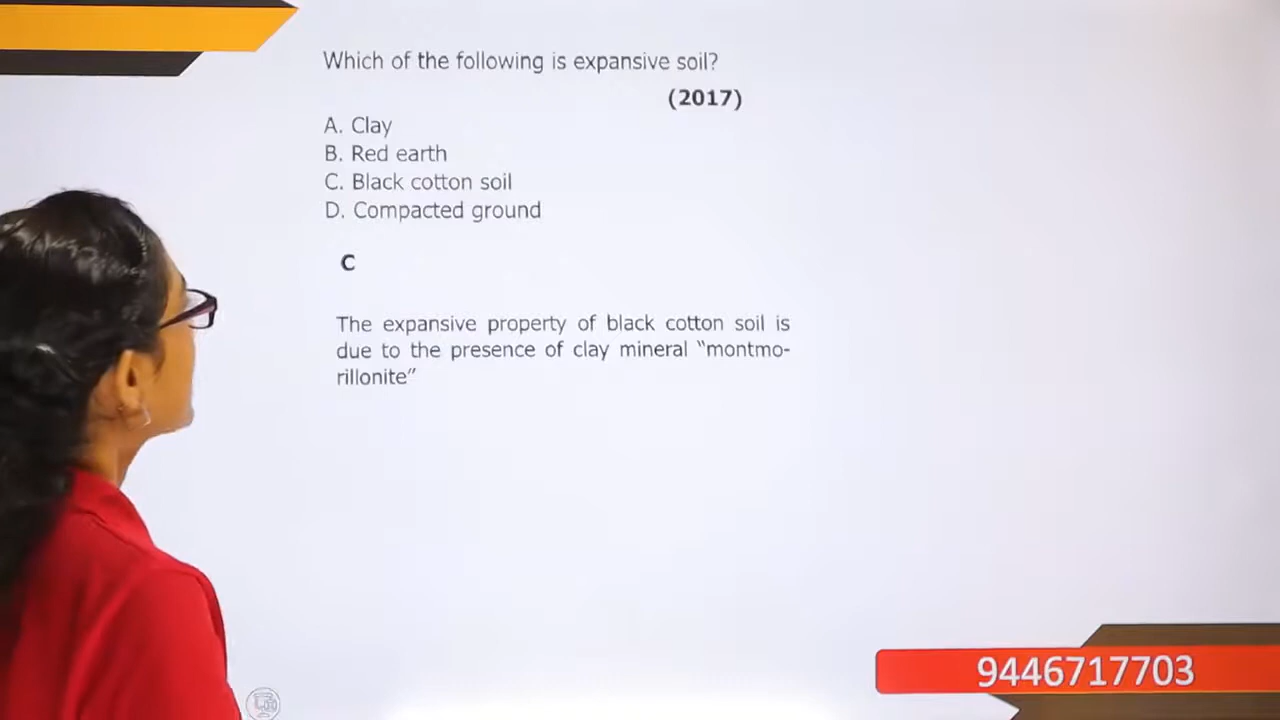 Which of the following is expansive soil?
(2017)
A. Clay
B. Red earth
C. Black cotton soil
D. Compacted ground
C
The expansive property of black cotton soil is
due to the presence of clay mineral “montmo-
rillonite”
9446717703